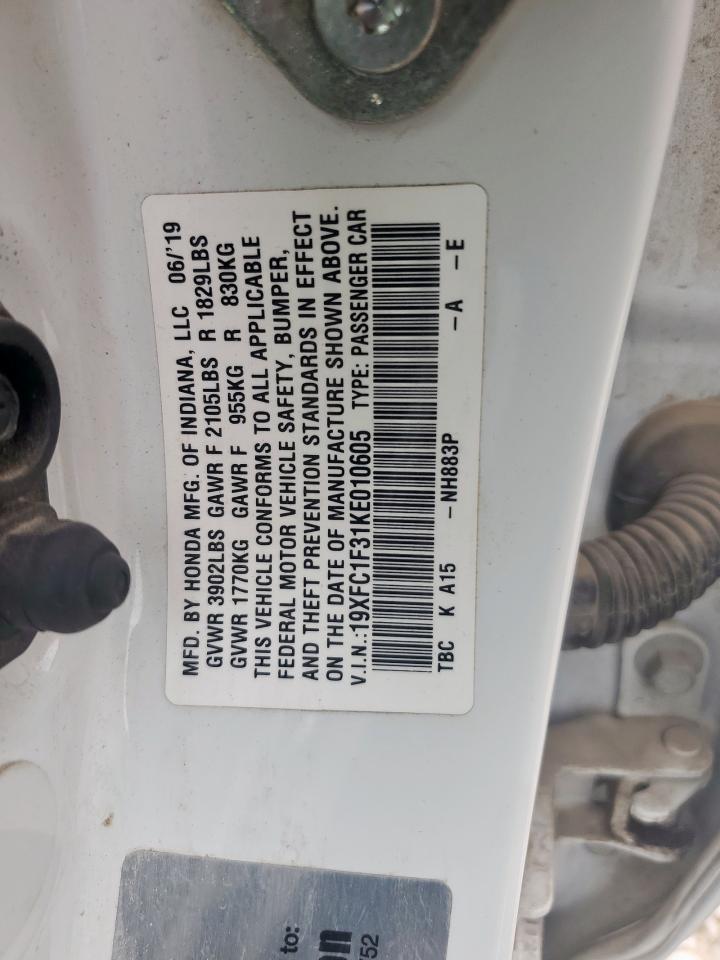 MFD. BY HONDA MFG. OF INDIANA, LLC 06/'19
GVWR 3902LBS GAWR F 2105LBS R 1829LBS
GVWR 1770KG GAWR F 955KG R 830KG
THIS VEHICLE CONFORMS TO ALL APPLICABLE
FEDERAL MOTOR VEHICLE SAFETY, BUMPER,
AND THEFT PREVENTION STANDARDS IN EFFECT
ON THE DATE OF MANUFACTURE SHOWN ABOVE.
V.I.N.:19XFC1F31KE010605 TYPE: PASSENGER CAR
TBC K A15 –NH883P –A –E
to:
on
752